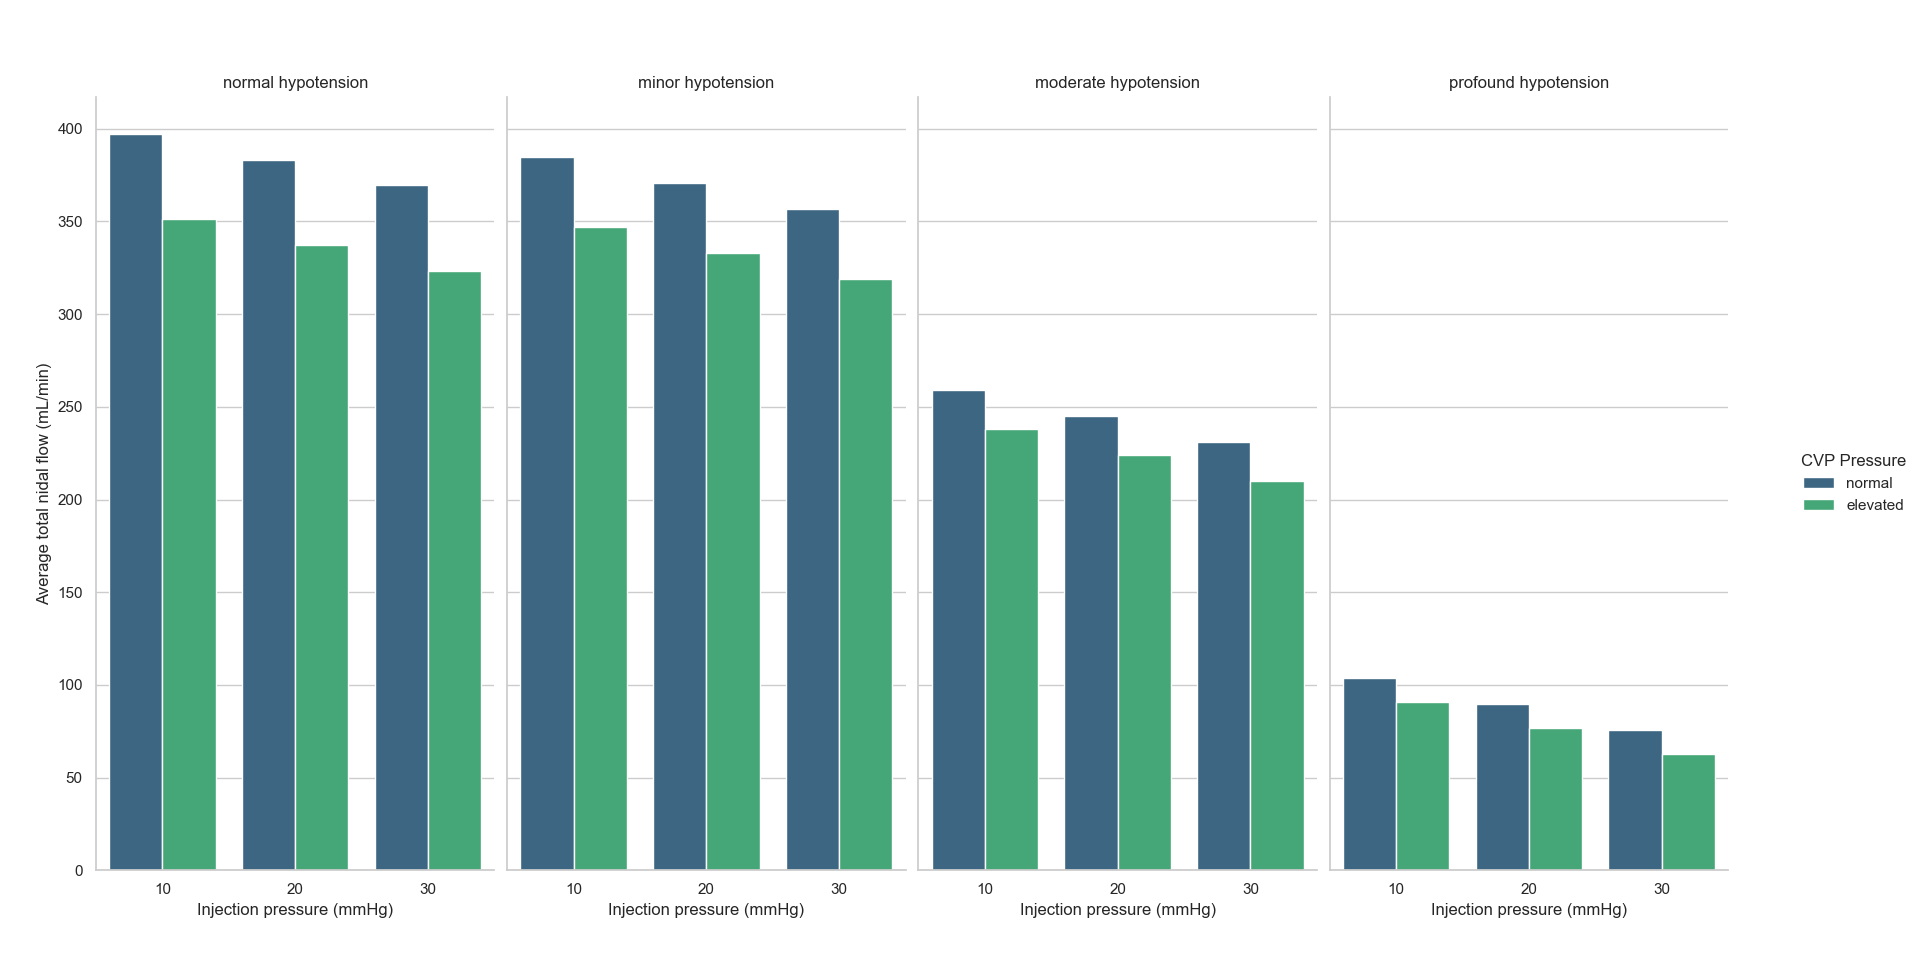 normal hypotension
minor hypotension
moderate hypotension
profound hypotension
Average total nidal flow (mL/min)
400
350
300
250
200
150
100
50
0
10 20 30
10 20 30
10 20 30
10 20 30
Injection pressure (mmHg)
Injection pressure (mmHg)
Injection pressure (mmHg)
Injection pressure (mmHg)
CVP Pressure
normal
elevated